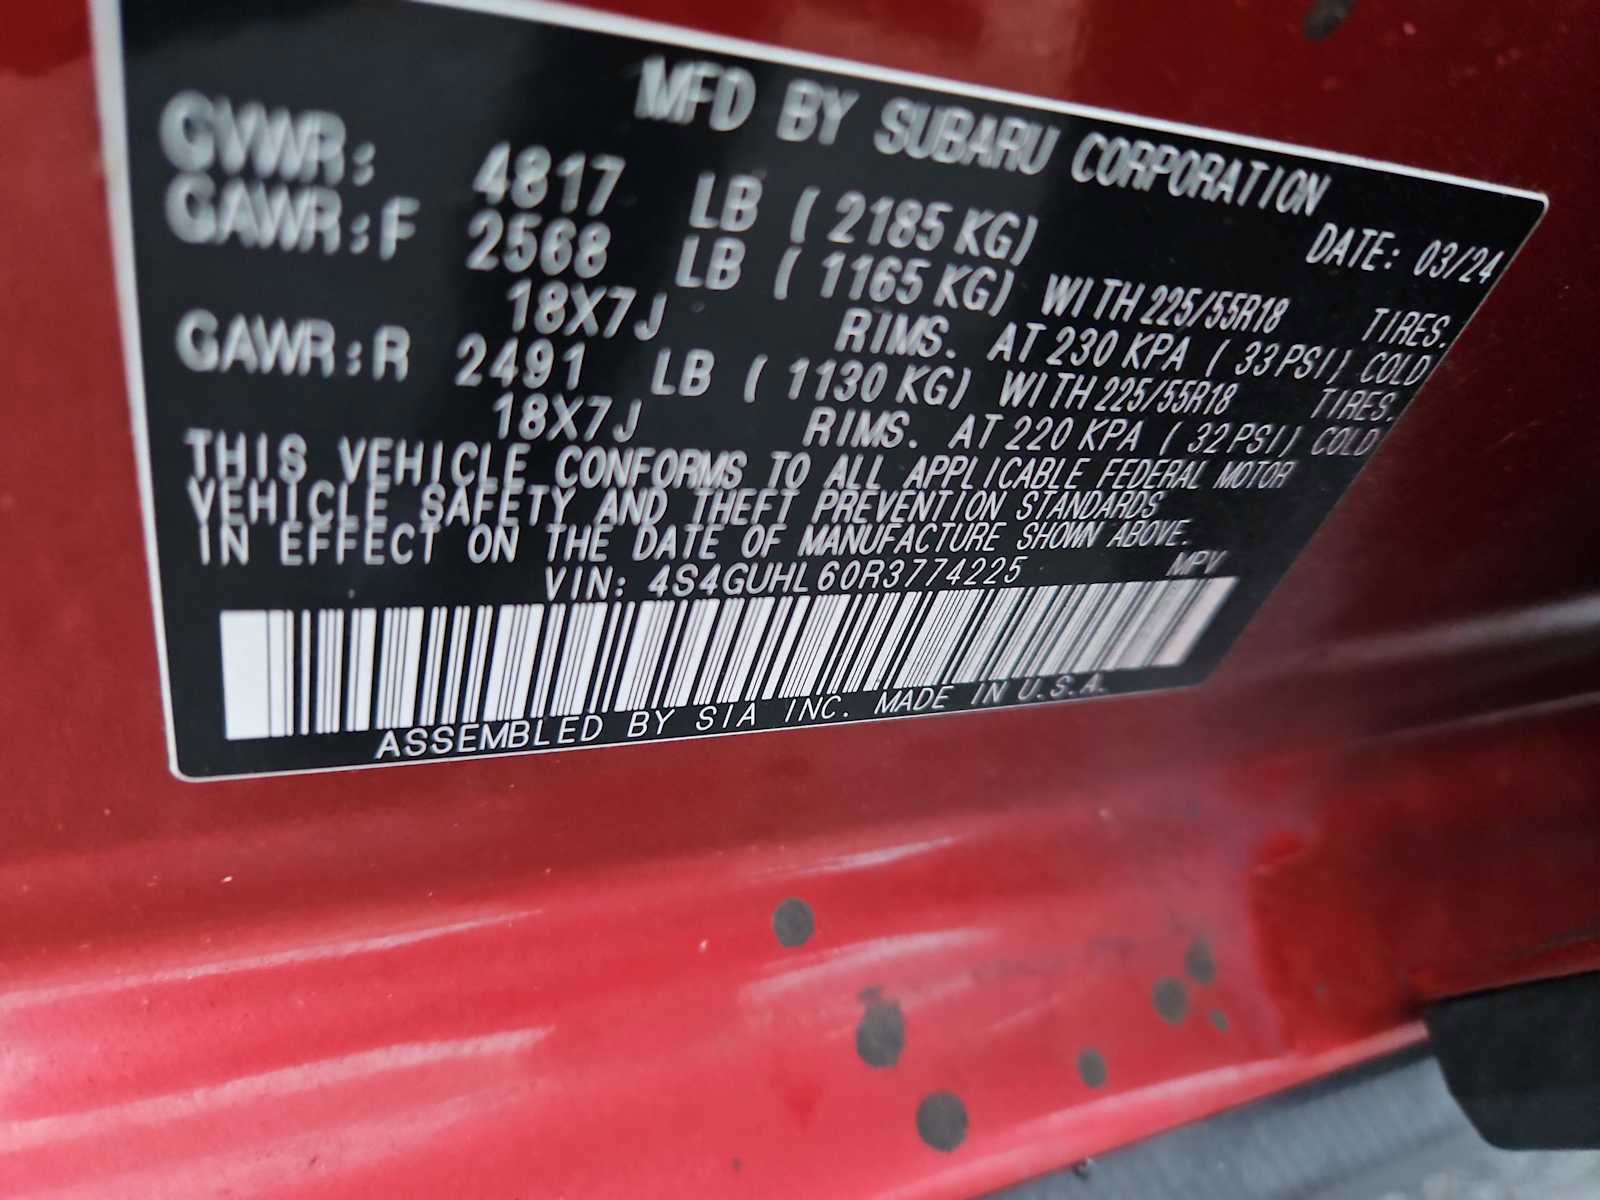 MFD BY SUBARU CORPORATION
DATE: 03/24
GVWR: 4817 LB ( 2185 KG)
GAWR:F 2568 LB ( 1165 KG) WITH 225/55R18 TIRES.
18X7J RIMS. AT 230 KPA ( 33 PSI) COLD
GAWR:R 2491 LB ( 1130 KG) WITH 225/55R18 TIRES.
18X7J RIMS. AT 220 KPA ( 32 PSI) COLD
THIS VEHICLE CONFORMS TO ALL APPLICABLE FEDERAL MOTOR
VEHICLE SAFETY AND THEFT PREVENTION STANDARDS
IN EFFECT ON THE DATE OF MANUFACTURE SHOWN ABOVE.
VIN: 4S4GUHL60R3774225 MPV
ASSEMBLED BY SIA INC. MADE IN U.S.A.